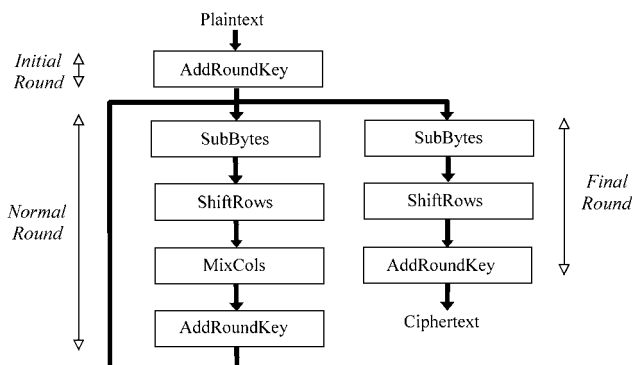 Plaintext
Initial
Round
AddRoundKey
SubBytes
ShiftRows
MixCols
AddRoundKey
Normal
Round
SubBytes
ShiftRows
AddRoundKey
Ciphertext
Final
Round